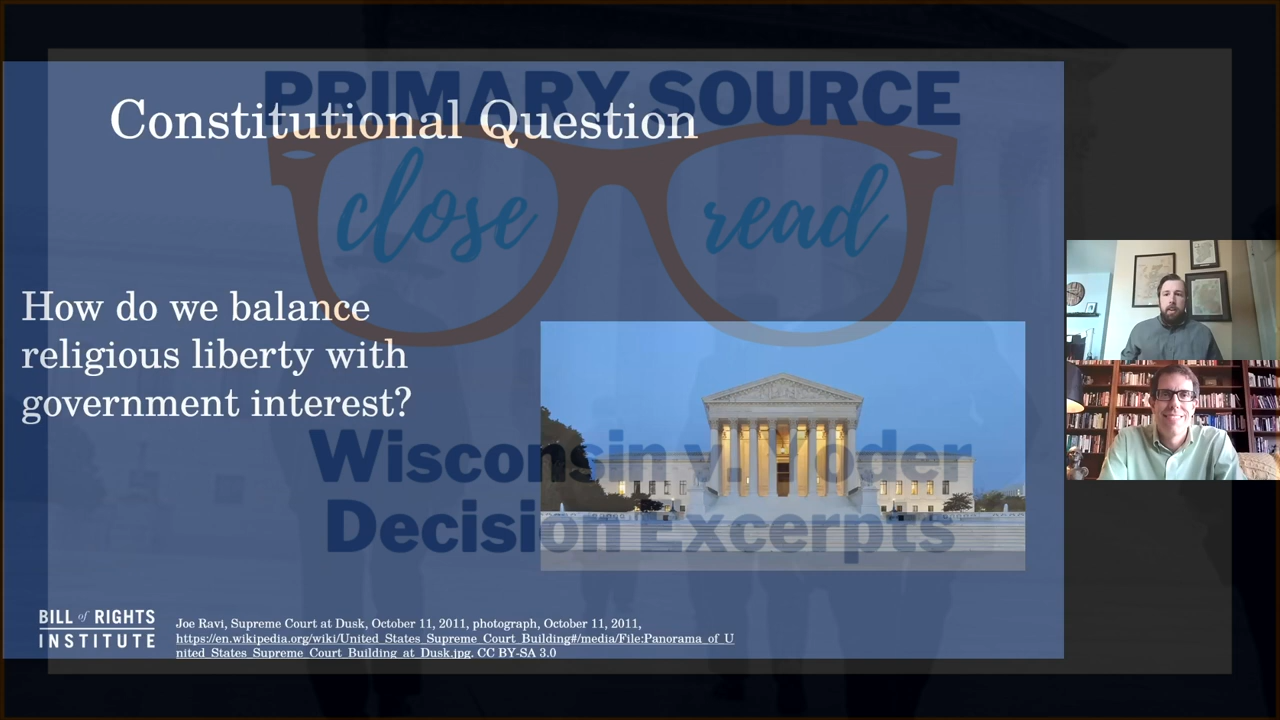 PRIMARY SOURCE
Constitutional Question
close read
How do we balance
religious liberty with
government interest?
Wisconsin v. Yoder
Decision Excerpts
BILL of RIGHTS
INSTITUTE
Joe Ravi, Supreme Court at Dusk, October 11, 2011, photograph, October 11, 2011,
https://en.wikipedia.org/wiki/United_States_Supreme_Court_Building#/media/File:Panorama_of_U
nited_States_Supreme_Court_Building_at_Dusk.jpg. CC BY-SA 3.0